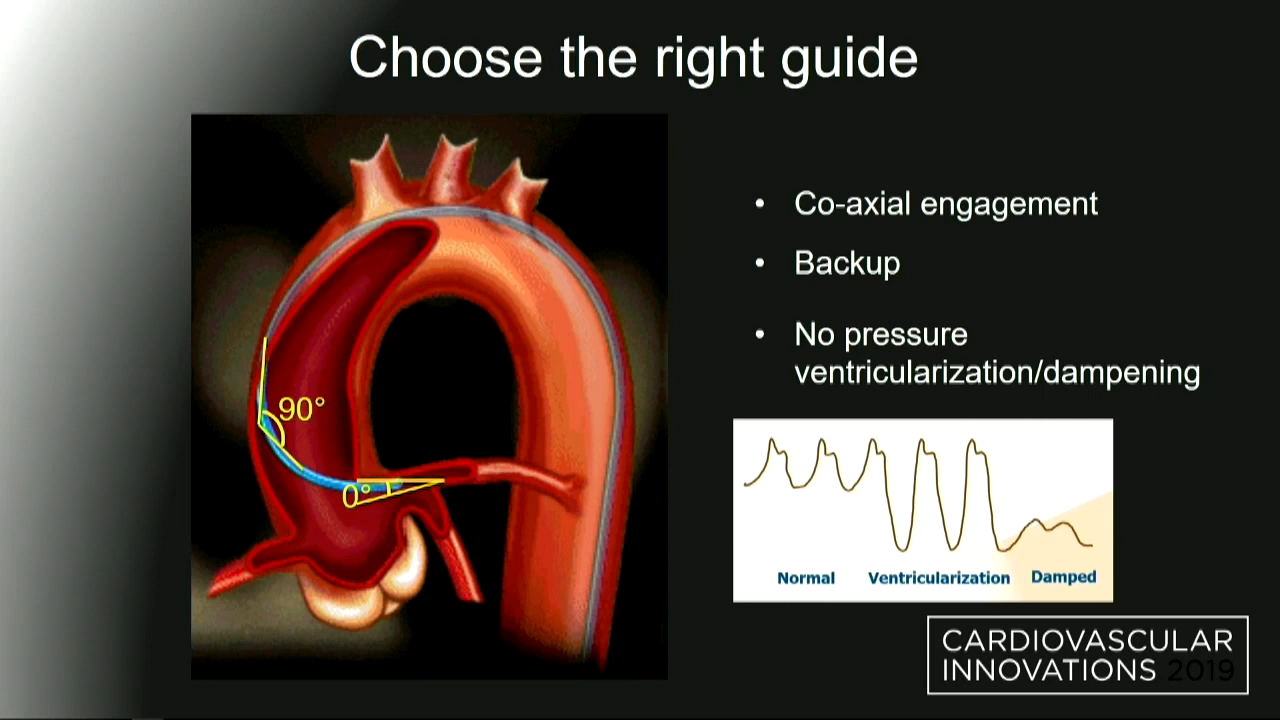 Choose the right guide
• Co-axial engagement
• Backup
• No pressure
ventricularization/dampening
90°
0°
Normal Ventricularization Damped
CARDIOVASCULAR
INNOVATIONS 2019